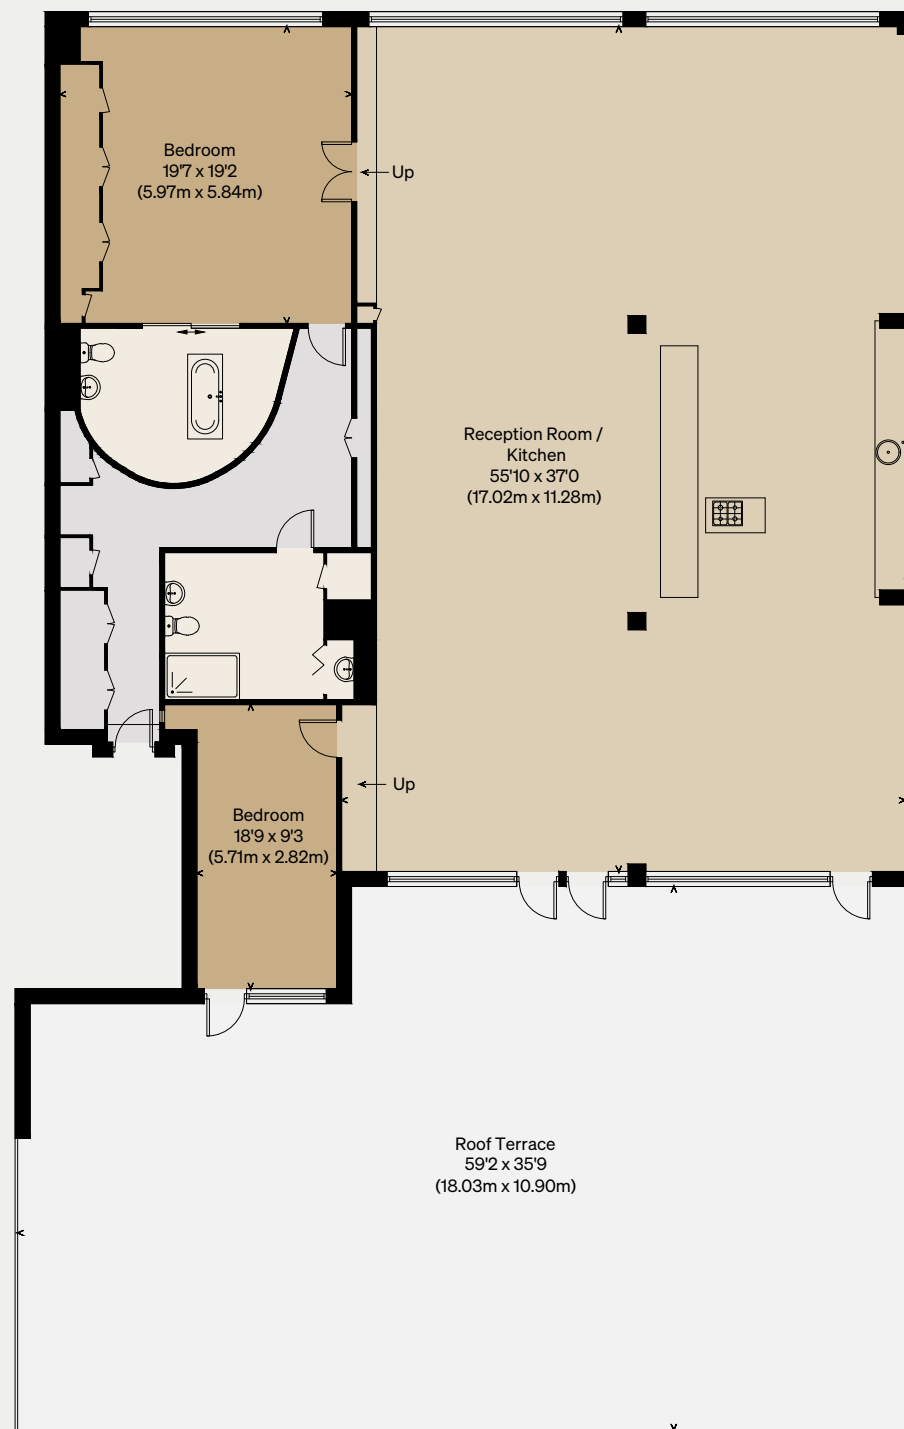 Bedroom
19'7 x 19'2
(5.97m x 5.84m)
Up
Reception Room /
Kitchen
55'10 x 37'0
(17.02m x 11.28m)
Up
Bedroom
18'9 x 9'3
(5.71m x 2.82m)
Roof Terrace
59'2 x 35'9
(18.03m x 10.90m)